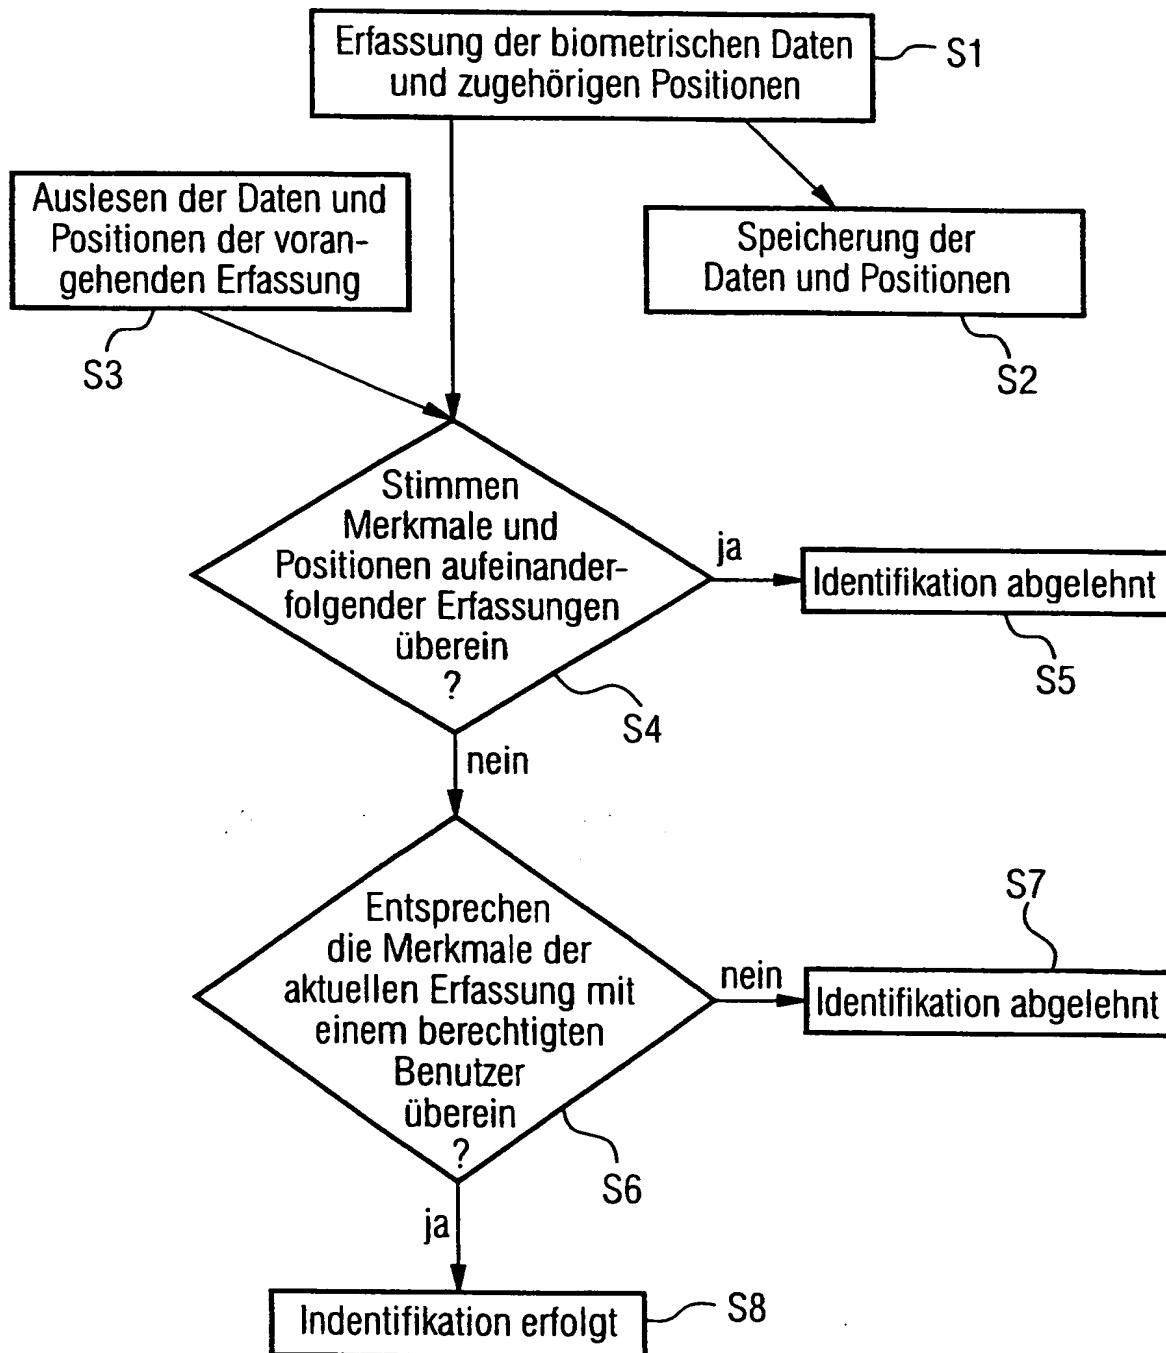 Erfassung der biometrischen Daten
und zugehörigen Positionen
S1
Auslesen der Daten und
Positionen der voran-
gehenden Erfassung
S3
Speicherung der
Daten und Positionen
S2
Stimmen
Merkmale und
Positionen aufeinander-
folgender Erfassungen
überein
?
S4
ja
Identifikation abgelehnt
S5
nein
Entsprechen
die Merkmale der
aktuellen Erfassung mit
einem berechtigten
Benutzer
überein
?
S6
nein
Identifikation abgelehnt
S7
ja
Indentifikation erfolgt
S8